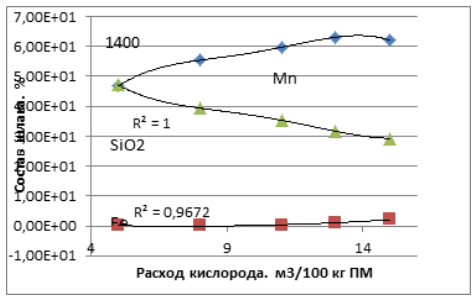 7,00E+01
6,00E+01
5,00E+01
4,00E+01
3,00E+01
2,00E+01
1,00E+01
0,00E+00
-1,00E+01
Состав шлака. %
1400
Mn
R² = 1
SiO2
Fe
R² = 0,9672
4
9
14
Расход кислорода. м3/100 кг ПМ